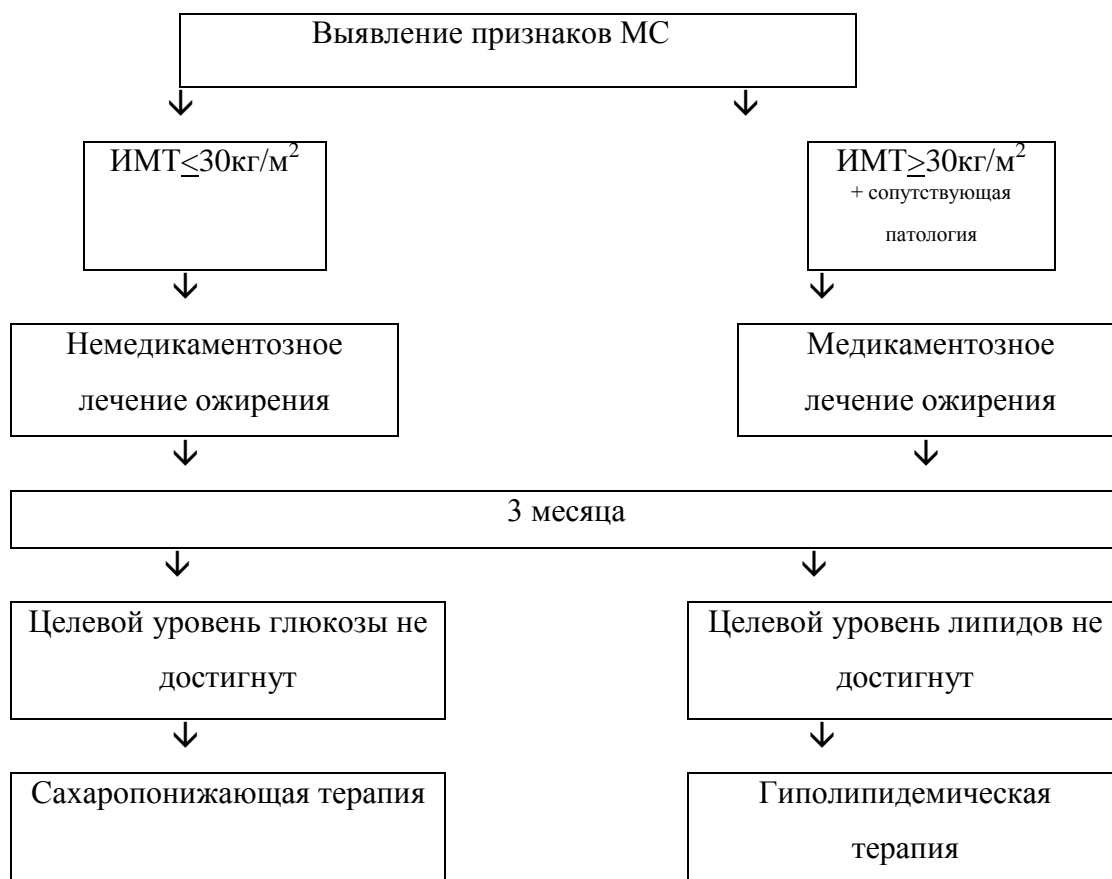 Выявление признаков МС
ИМТ≤30кг/м²
ИМТ≥30кг/м²
+ сопутствующая
патология
Немедикаментозное
лечение ожирения
Медикаментозное
лечение ожирения
3 месяца
Целевой уровень глюкозы не
достигнут
Целевой уровень липидов не
достигнут
Сахаропонижающая терапия
Гиполипидемическая
терапия